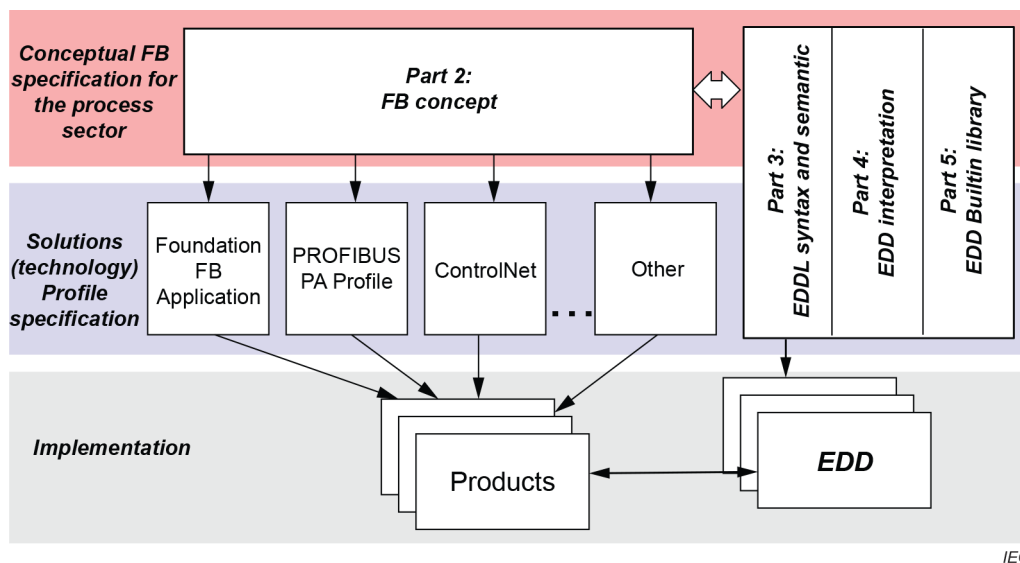 Conceptual FB
specification for
the process
sector
Part 2:
FB concept
Part 3:
EDDL syntax and semantic
Part 4:
EDD interpretation
Part 5:
EDD Builtin library
Solutions
(technology)
Profile
specification
Foundation
FB
Application
PROFIBUS
PA Profile
ControlNet
...
Other
Implementation
Products
EDD